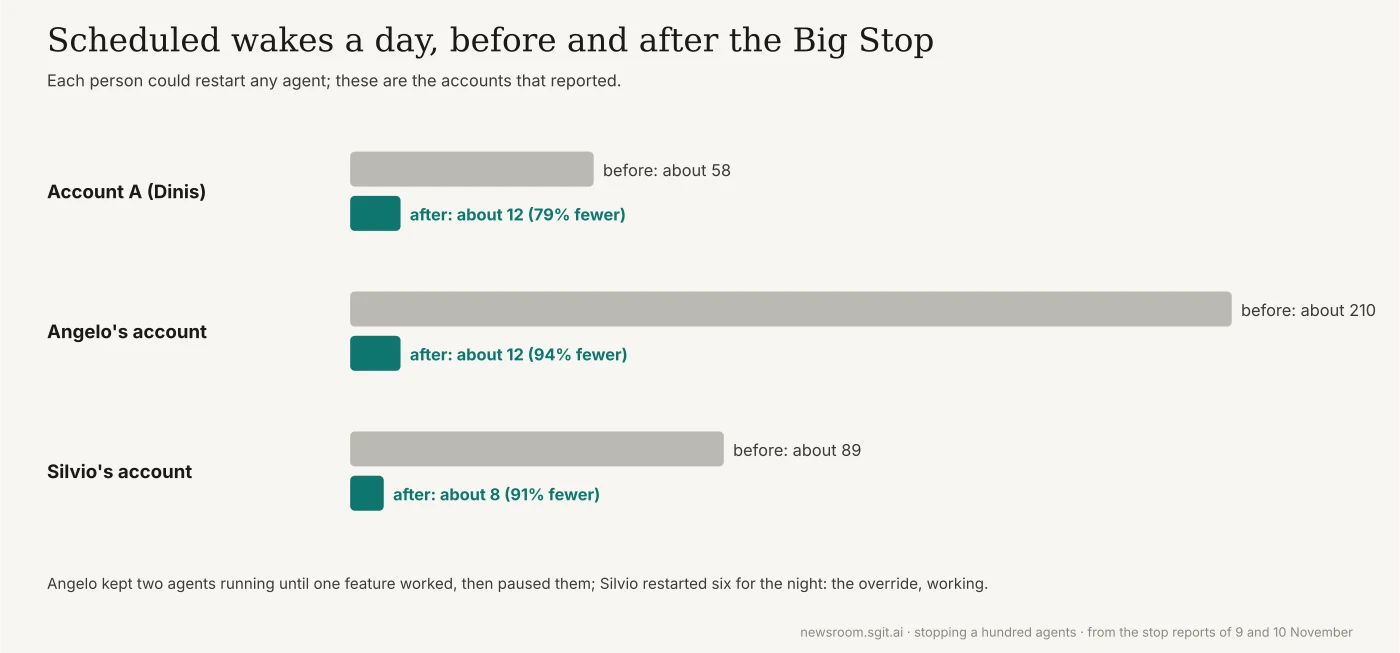 Scheduled wakes a day, before and after the Big Stop
Each person could restart any agent; these are the accounts that reported.
before: about 58
Account A (Dinis)
after: about 12 (79% fewer)
before: about 210
Angelo's account
after: about 12 (94% fewer)
before: about 89
Silvio's account
after: about 8 (91% fewer)
Angelo kept two agents running until one feature worked, then paused them; Silvio restarted six for the night: the override, working.
newsroom.sgit.ai · stopping a hundred agents · from the stop reports of 9 and 10 November